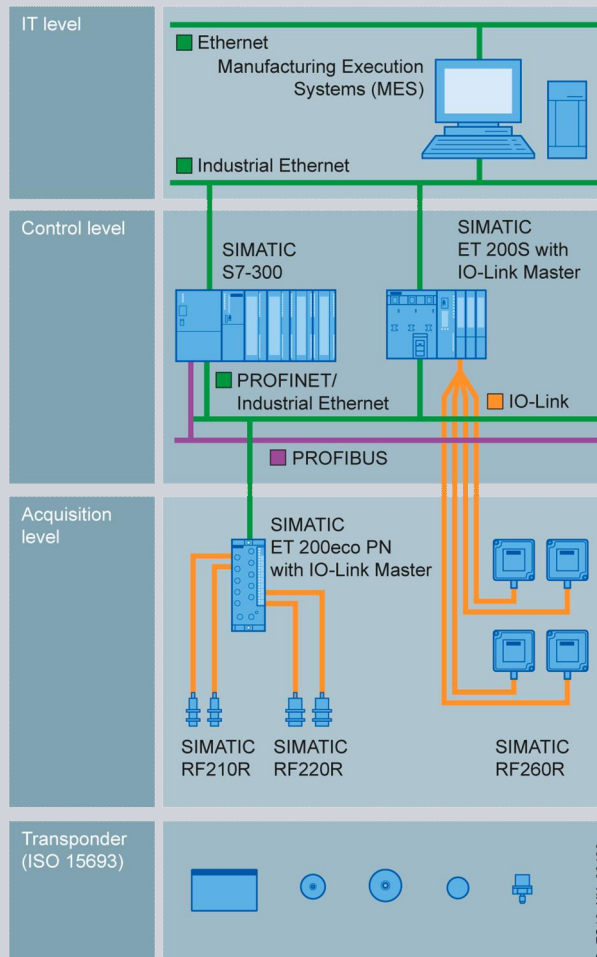 IT level
Ethernet
Manufacturing Execution
Systems (MES)
Industrial Ethernet
Control level
SIMATIC
S7-300
SIMATIC
ET 200S with
IO-Link Master
PROFINET/
Industrial Ethernet
IO-Link
PROFIBUS
Acquisition
level
SIMATIC
ET 200eco PN
with IO-Link Master
SIMATIC
RF210R
SIMATIC
RF220R
SIMATIC
RF260R
Transponder
(ISO 15693)